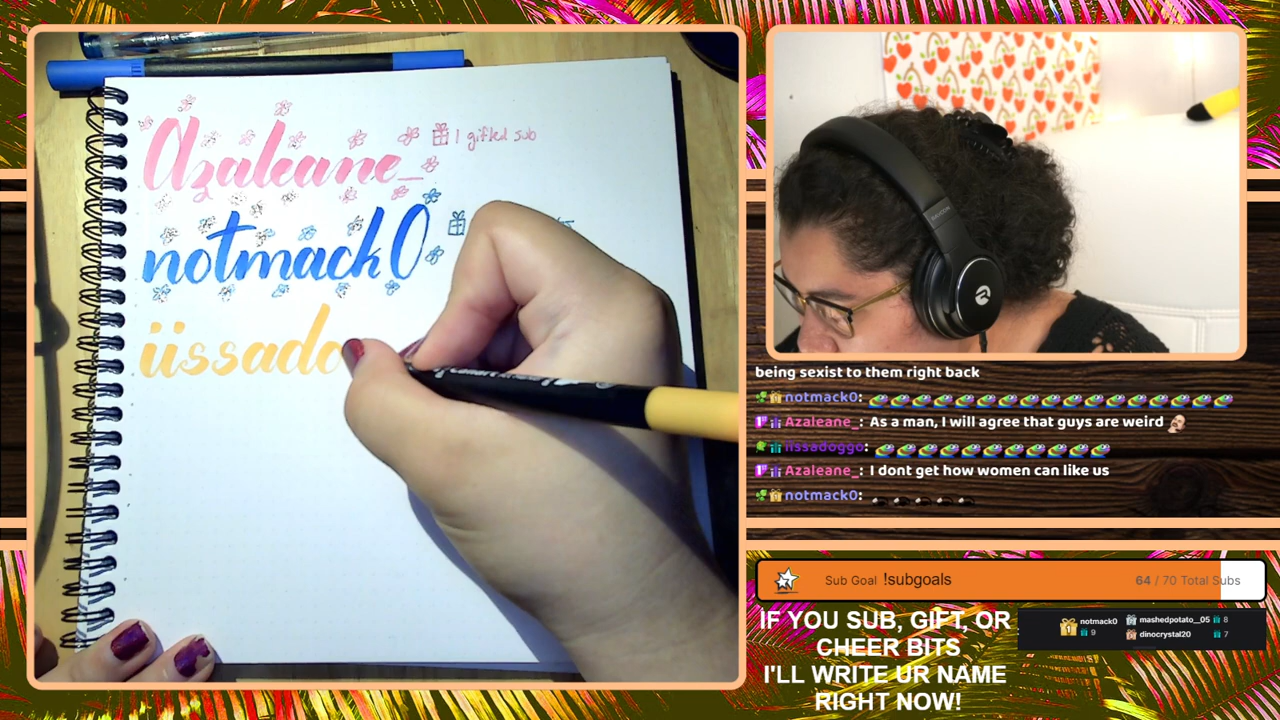 Azaleane_
1 gifted sub
notmack0
iissado
being sexist to them right back
notmack0:
Azaleane_: As a man, I will agree that guys are weird
iissadoggo:
Azaleane_: I dont get how women can like us
notmack0:
Sub Goal !subgoals 64 / 70 Total Subs
IF YOU SUB, GIFT, OR
CHEER BITS
I'LL WRITE UR NAME
RIGHT NOW!
notmack0 9
mashedpotato__05 8
dinocrystal20 7